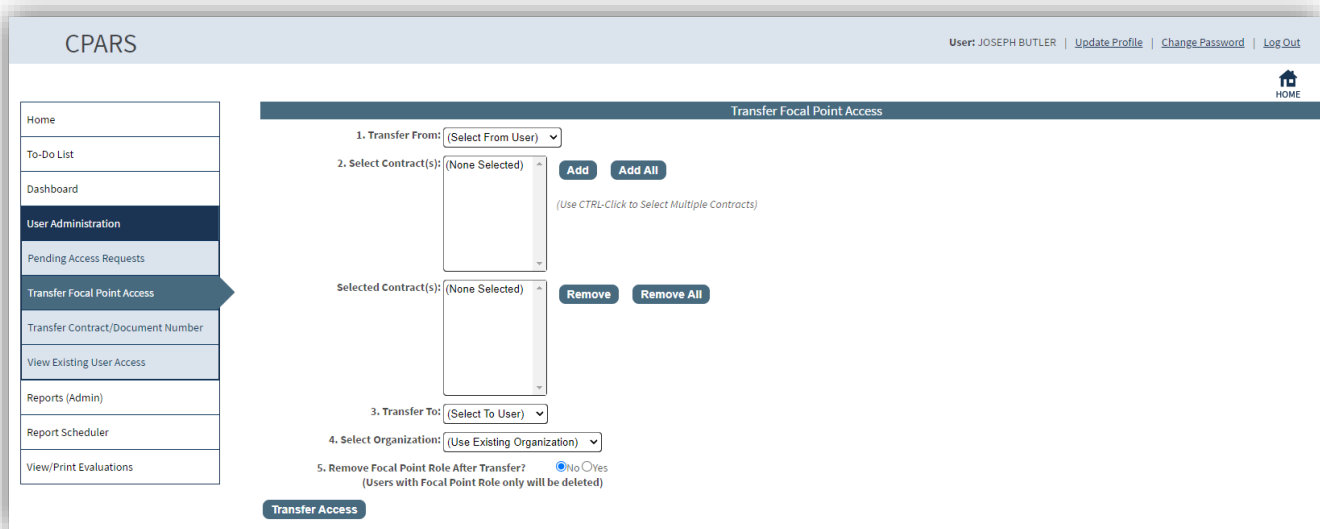 CPARS
User: JOSEPH BUTLER | Update Profile | Change Password | Log Out
HOME
Home
To-Do List
Dashboard
User Administration
Pending Access Requests
Transfer Focal Point Access
Transfer Contract/Document Number
View Existing User Access
Reports (Admin)
Report Scheduler
View/Print Evaluations
Transfer Focal Point Access
1. Transfer From: (Select From User)
2. Select Contract(s): (None Selected) Add Add All
(Use CTRL-Click to Select Multiple Contracts)
Selected Contract(s): (None Selected) Remove Remove All
3. Transfer To: (Select To User)
4. Select Organization: (Use Existing Organization)
5. Remove Focal Point Role After Transfer? No Yes
(Users with Focal Point Role only will be deleted)
Transfer Access